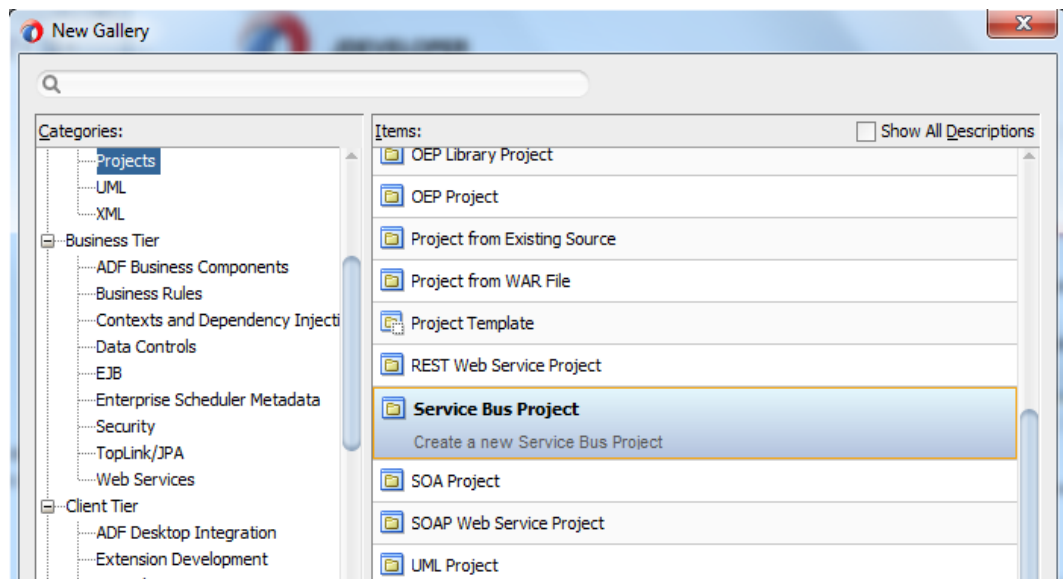 New Gallery
JDEVELOPER
Categories:
Projects
UML
XML
Business Tier
ADF Business Components
Business Rules
Contexts and Dependency Injecti
Data Controls
EJB
Enterprise Scheduler Metadata
Security
TopLink/JPA
Web Services
Client Tier
ADF Desktop Integration
Extension Development
Items:
Show All Descriptions
OEP Library Project
OEP Project
Project from Existing Source
Project from WAR File
Project Template
REST Web Service Project
Service Bus Project
Create a new Service Bus Project
SOA Project
SOAP Web Service Project
UML Project